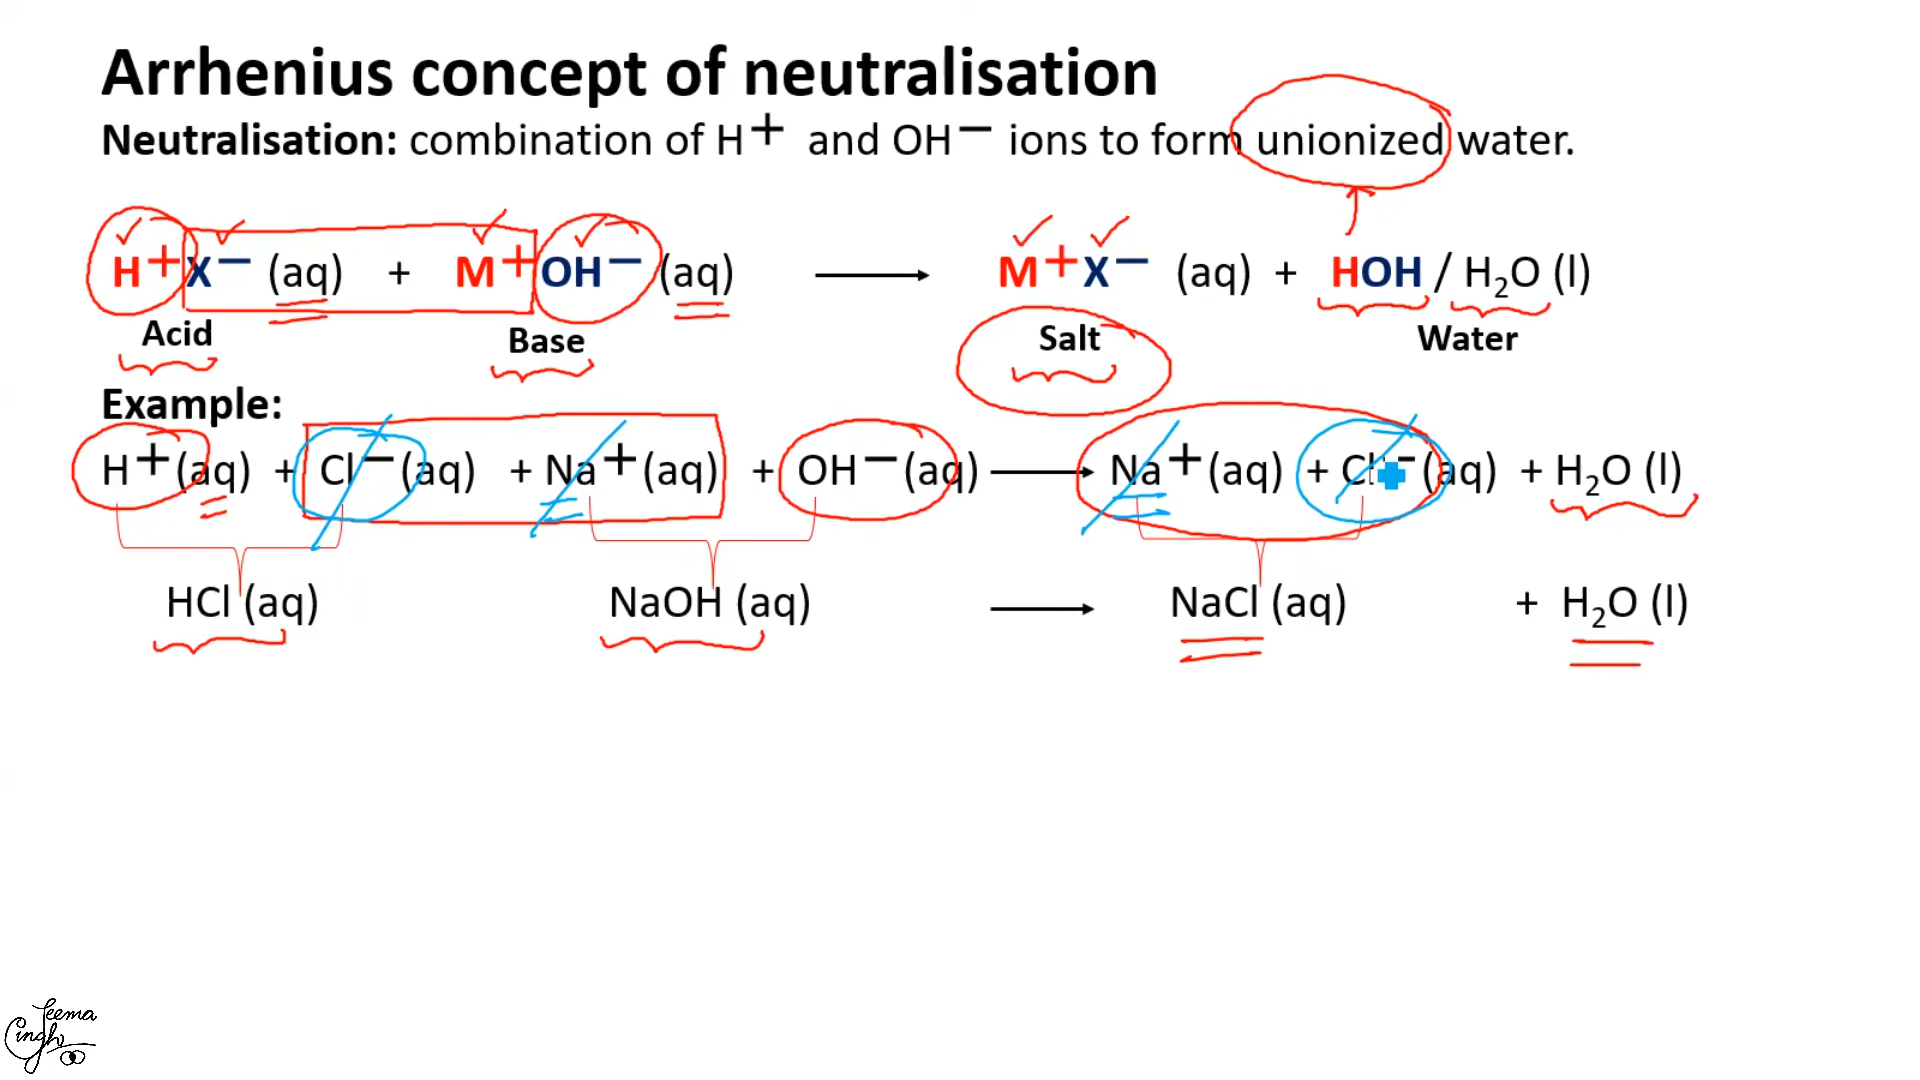 Arrhenius concept of neutralisation
Neutralisation: combination of H⁺ and OH⁻ ions to form unionized water.
H⁺X⁻ (aq) + M⁺OH⁻ (aq) ⟶ M⁺X⁻ (aq) + HOH / H₂O (l)
Acid Base Salt Water
Example:
H⁺(aq) + Cl⁻(aq) + Na⁺(aq) + OH⁻(aq) ⟶ Na⁺(aq) + Cl⁻(aq) + H₂O (l)
HCl (aq) NaOH (aq) ⟶ NaCl (aq) + H₂O (l)